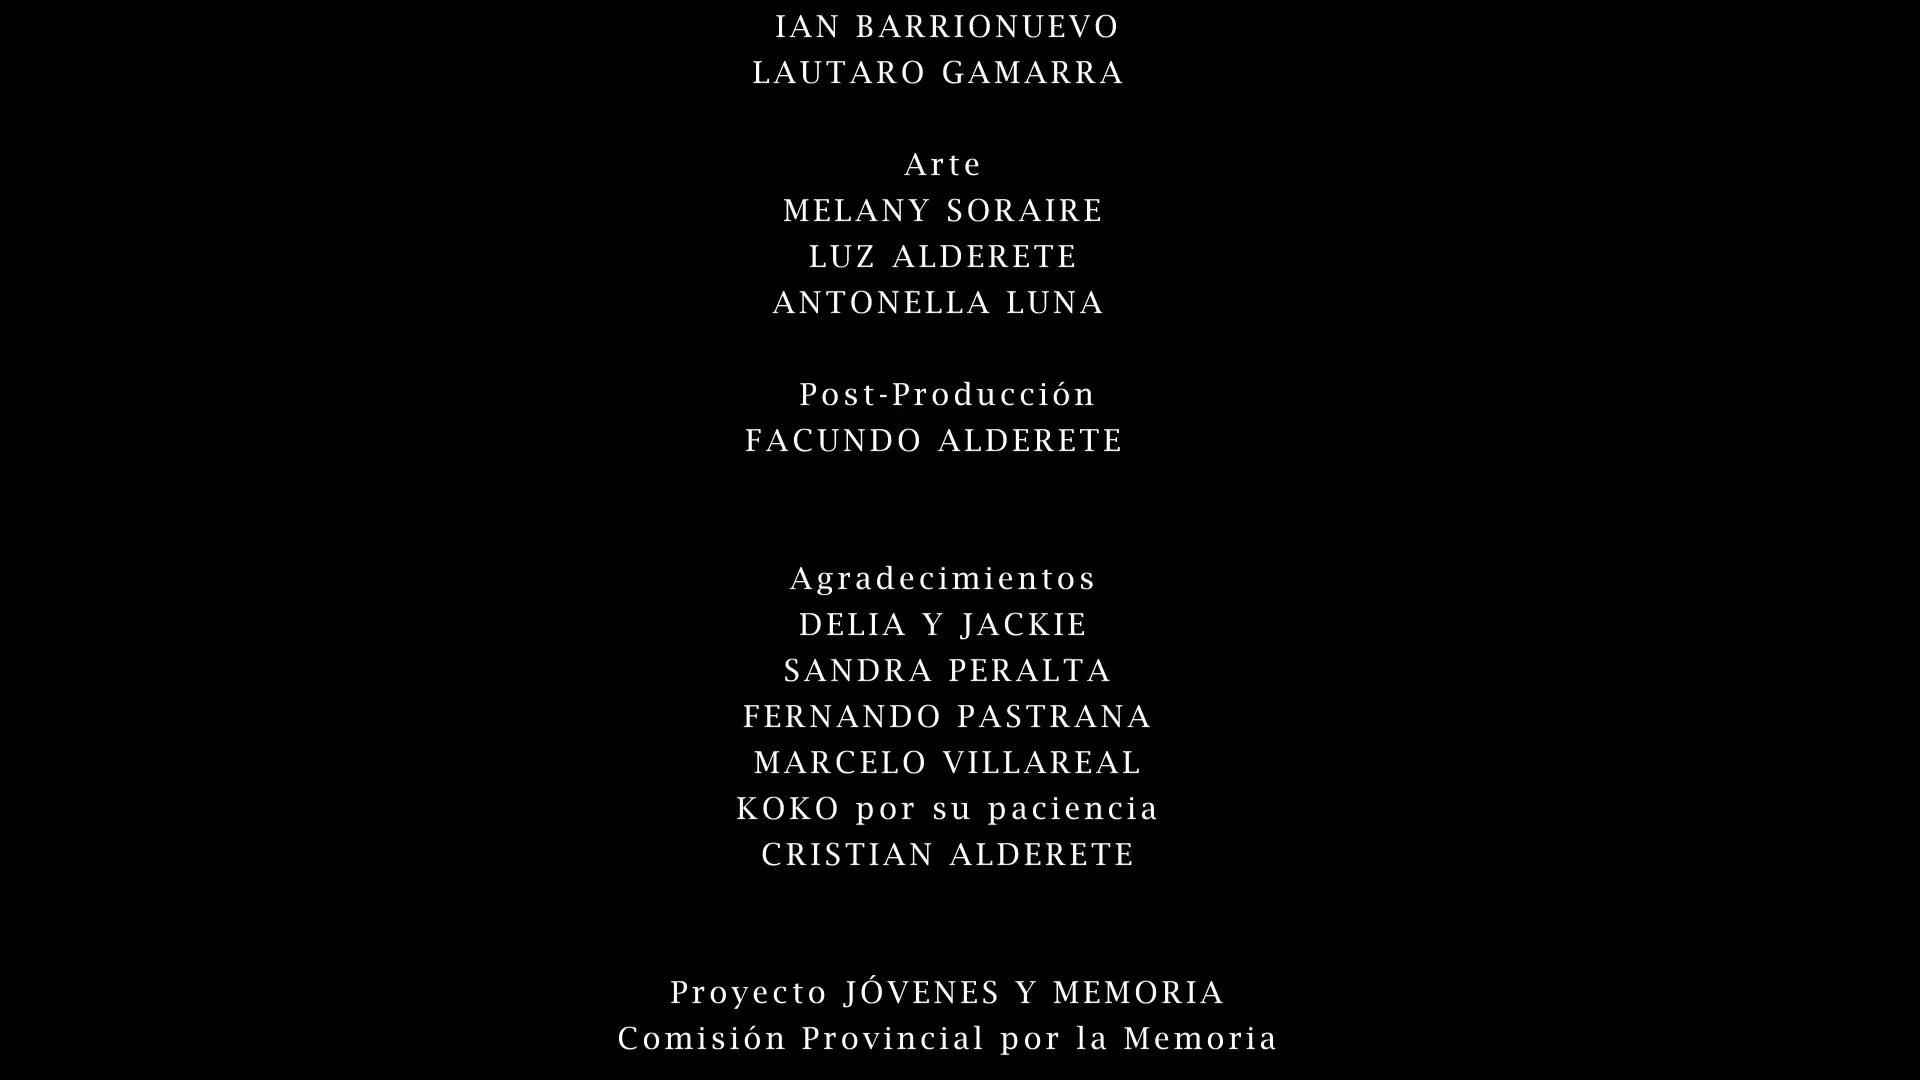 IAN BARRIONUEVO
LAUTARO GAMARRA
Arte
MELANY SORAIRE
LUZ ALDERETE
ANTONELLA LUNA
Post-Producción
FACUNDO ALDERETE
Agradecimientos
DELIA Y JACKIE
SANDRA PERALTA
FERNANDO PASTRANA
MARCELO VILLAREAL
KOKO por su paciencia
CRISTIAN ALDERETE
Proyecto JÓVENES Y MEMORIA
Comisión Provincial por la Memoria